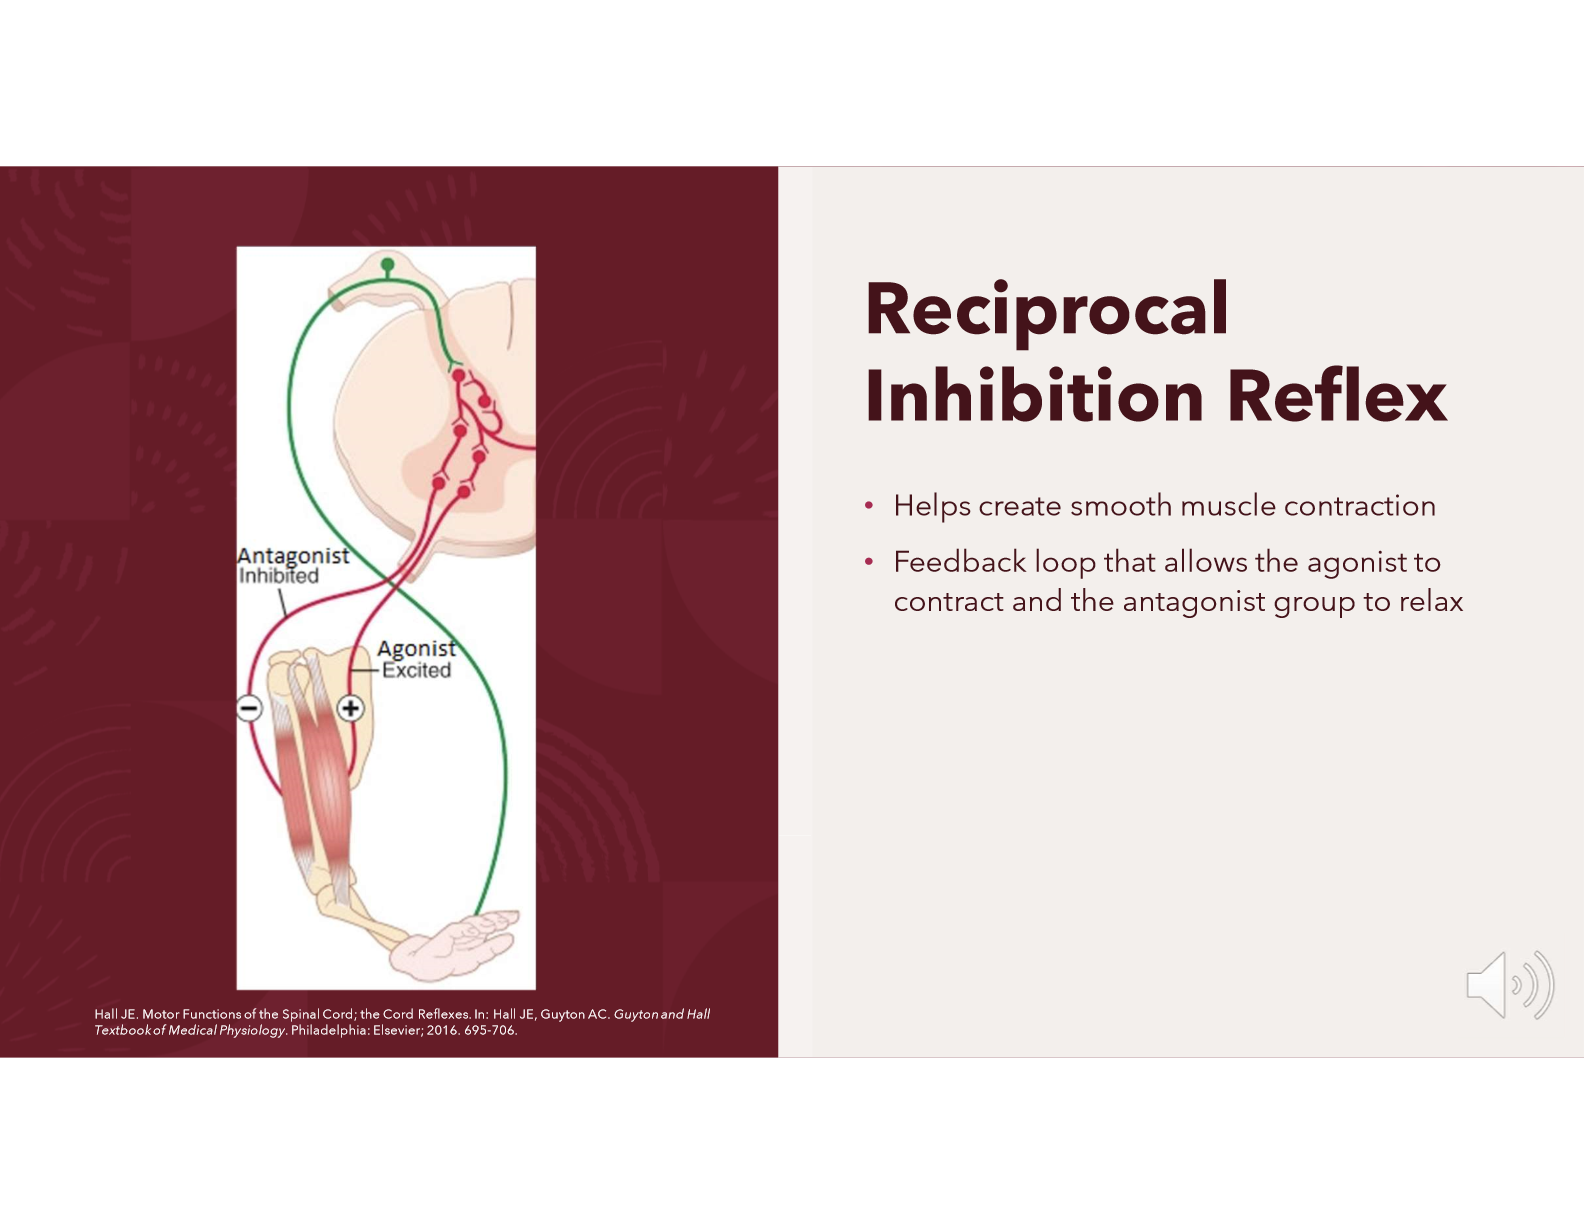 Antagonist
Inhibited
Agonist
Excited
−
+
Hall JE. Motor Functions of the Spinal Cord; the Cord Reflexes. In: Hall JE, Guyton AC. Guyton and Hall
Textbook of Medical Physiology. Philadelphia: Elsevier; 2016. 695-706.
Reciprocal
Inhibition Reflex
• Helps create smooth muscle contraction
• Feedback loop that allows the agonist to
contract and the antagonist group to relax